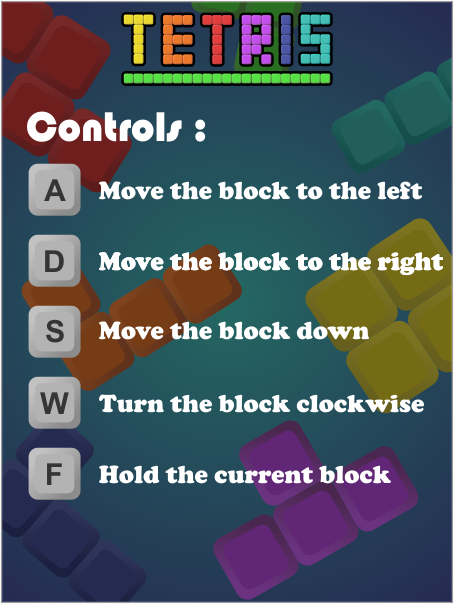 TETRIS
Controls :
A Move the block to the left
D Move the block to the right
S Move the block down
W Turn the block clockwise
F Hold the current block